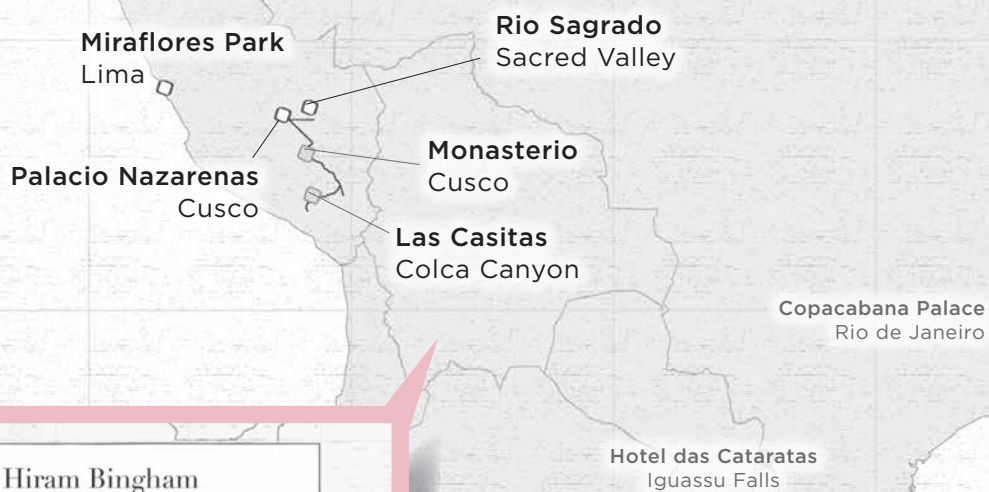 Rio Sagrado
Sacred Valley
Miraflores Park
Lima
Monasterio
Cusco
Palacio Nazarenas
Cusco
Las Casitas
Colca Canyon
Copacabana Palace
Rio de Janeiro
Hotel das Cataratas
Iguassu Falls
Hiram Bingham